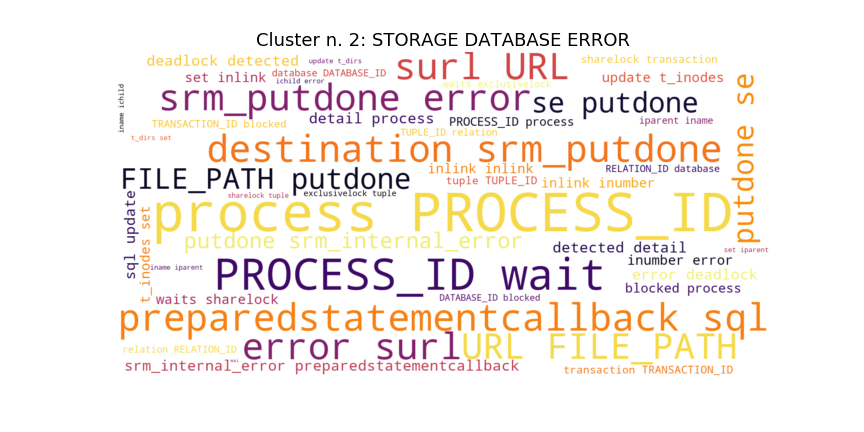 Cluster n. 2: STORAGE DATABASE ERROR
deadlock detected
update t_dirs
surl URL
sharelock transaction
set inlink
database DATABASE_ID
ichild error
waits exclusivelock
update t_inodes
iname ichild
srm_putdone error
se putdone
putdone se
TRANSACTION_ID blocked
detail process
PROCESS_ID process
iparent iname
t_dirs set
TUPLE_ID relation
destination srm_putdone
FILE_PATH putdone
inlink inlink
RELATION_ID database
tuple TUPLE_ID
inlink inumber
sharelock tuple
exclusivelock tuple
sql update
t_inodes set
process PROCESS_ID
putdone srm_internal_error
detected detail
set iparent
iname iparent
PROCESS_ID wait
inumber error
error deadlock
blocked process
waits sharelock
DATABASE_ID blocked
preparedstatementcallback sql
relation RELATION_ID
error surl
URL FILE_PATH
srm_internal_error preparedstatementcallback
transaction TRANSACTION_ID